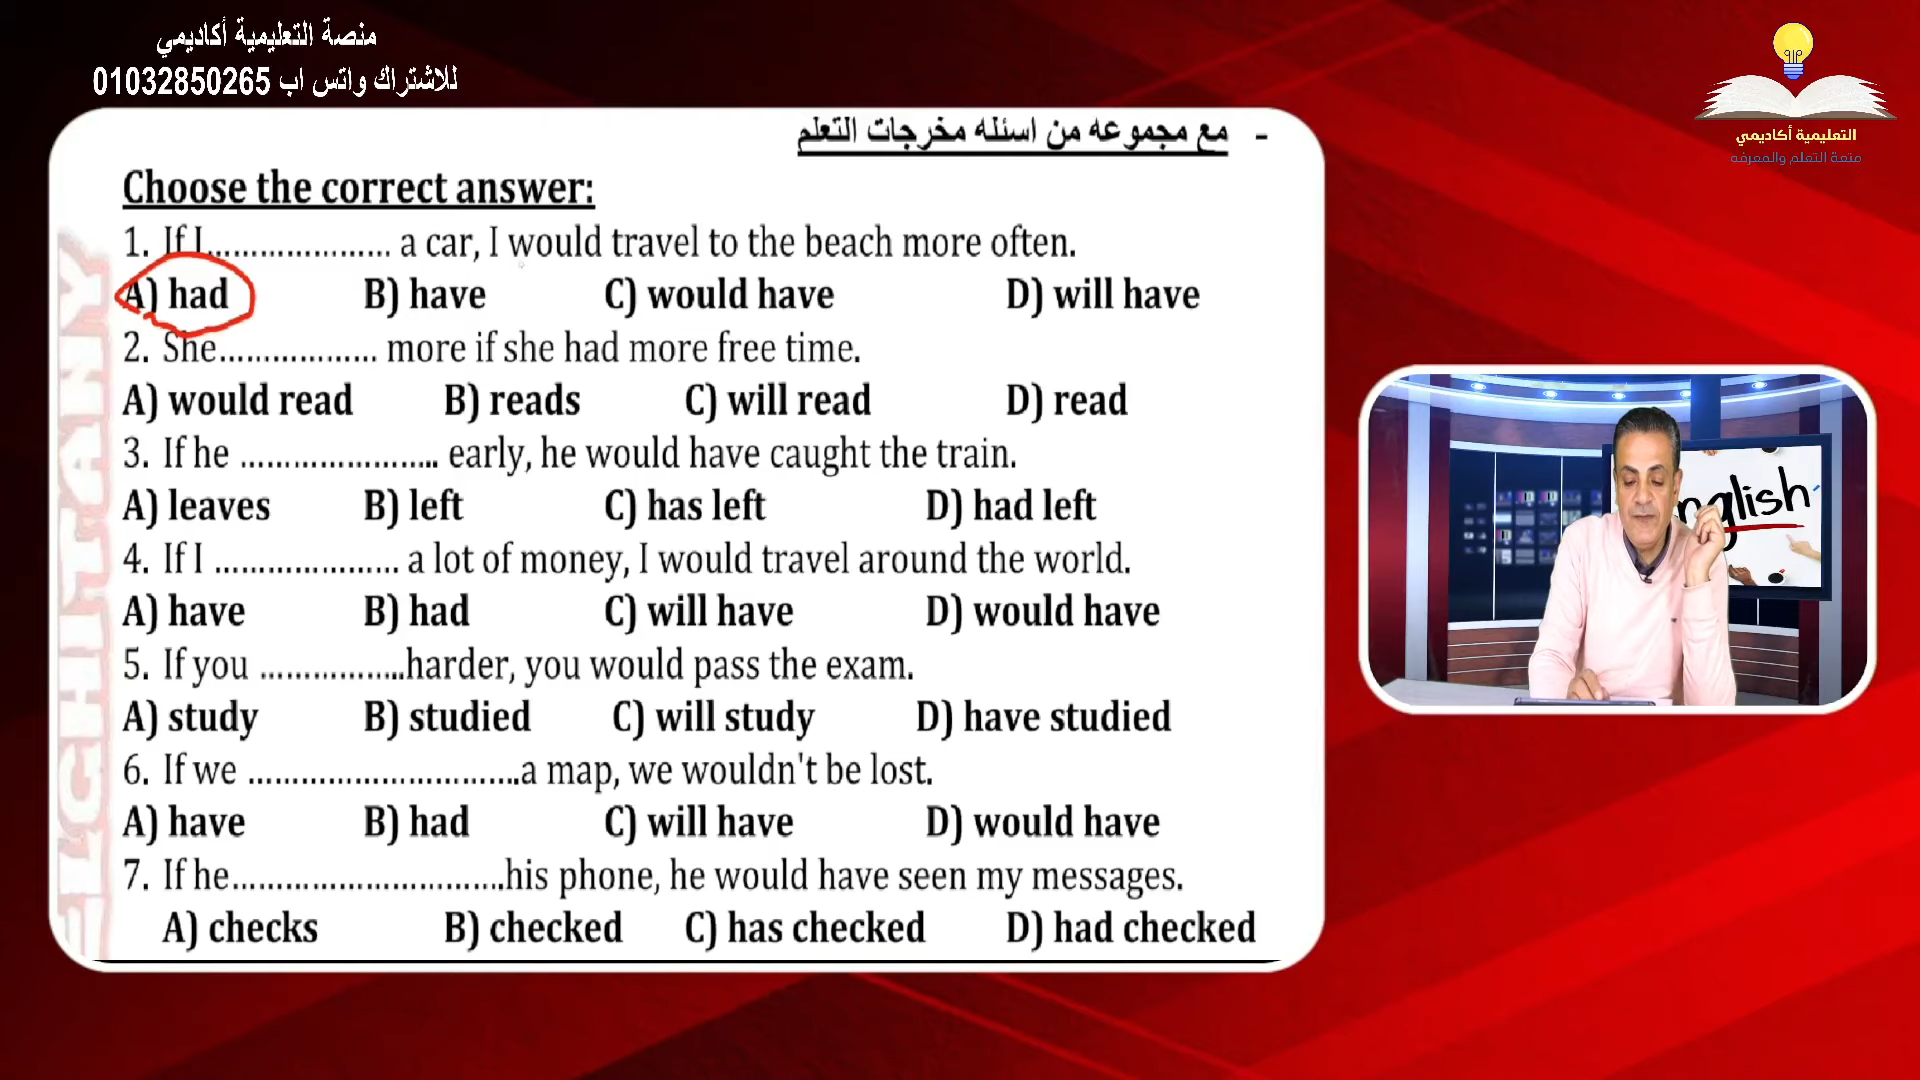 منصة التعليمية أكاديمي
للاشتراك واتس اب 01032850265
التعليمية أكاديمي
متعة التعلم والمعرفه
- مع مجموعه من اسئله مخرجات التعلم
Choose the correct answer:
1. If I..................... a car, I would travel to the beach more often.
A) had B) have C) would have D) will have
2. She.................. more if she had more free time.
A) would read B) reads C) will read D) read
3. If he ....................... early, he would have caught the train.
A) leaves B) left C) has left D) had left
4. If I ..................... a lot of money, I would travel around the world.
A) have B) had C) will have D) would have
5. If you .................harder, you would pass the exam.
A) study B) studied C) will study D) have studied
6. If we ...............................a map, we wouldn't be lost.
A) have B) had C) will have D) would have
7. If he...............................his phone, he would have seen my messages.
A) checks B) checked C) has checked D) had checked
nglish